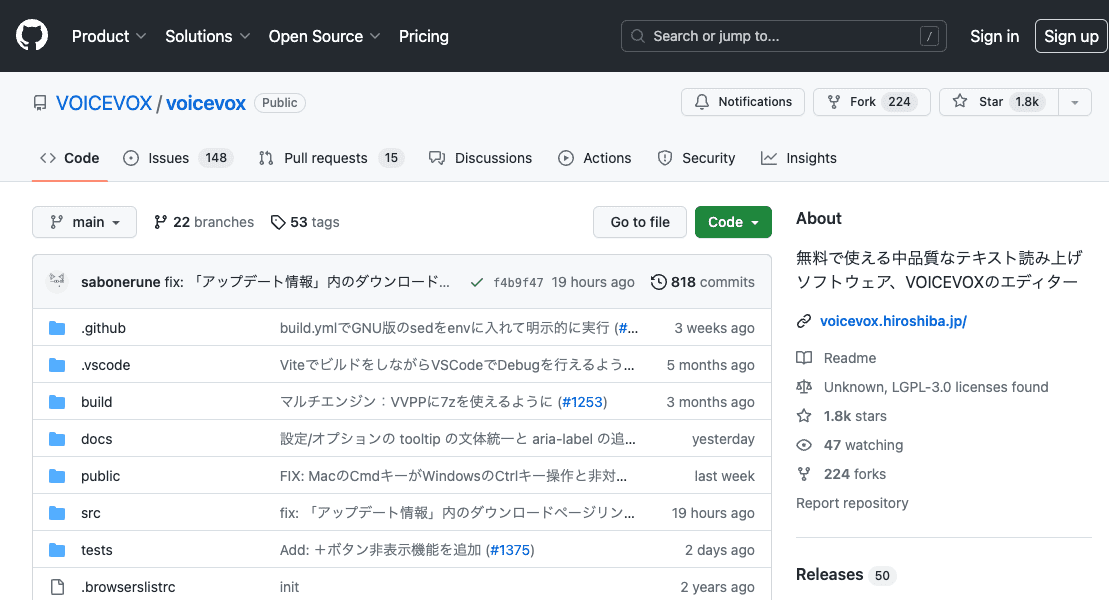 Product Solutions Open Source Pricing Search or jump to... / Sign in Sign up
VOICEVOX / voicevox Public Notifications Fork 224 Star 1.8k
Code Issues 148 Pull requests 15 Discussions Actions Security Insights
main 22 branches 53 tags Go to file Code
sabonerune fix: 「アップデート情報」内のダウンロード... f4b9f47 19 hours ago 818 commits
.github build.ymlでGNU版のsedをenvに入れて明示的に実行 (#... 3 weeks ago
.vscode ViteでビルドをしながらVSCodeでDebugを行えるよう... 5 months ago
build マルチエンジン：VVPPに7zを使えるように (#1253) 3 months ago
docs 設定/オプションの tooltip の文体統一と aria-label の追... yesterday
public FIX: MacのCmdキーがWindowsのCtrlキー操作と非対... last week
src fix: 「アップデート情報」内のダウンロードページリン... 19 hours ago
tests Add: ＋ボタン非表示機能を追加 (#1375) 2 days ago
.browserslistrc init 2 years ago
About
無料で使える中品質なテキスト読み上げ
ソフトウェア、VOICEVOXのエディター
voicevox.hiroshiba.jp/
Readme
Unknown, LGPL-3.0 licenses found
1.8k stars
47 watching
224 forks
Report repository
Releases 50